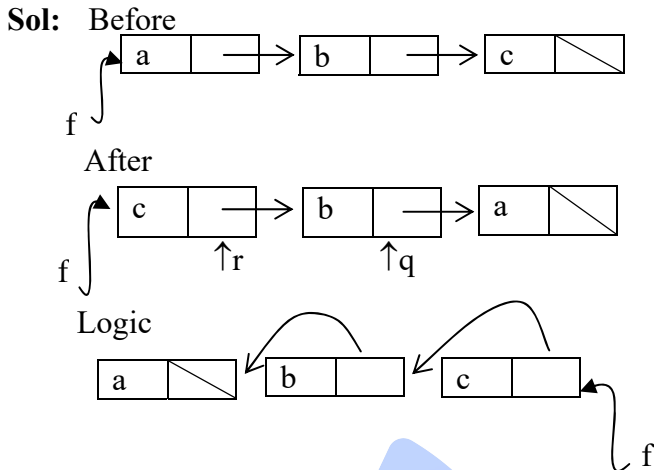 Sol: Before
a b c
f
After
c b a
↑r ↑q
f
Logic
a b c
f